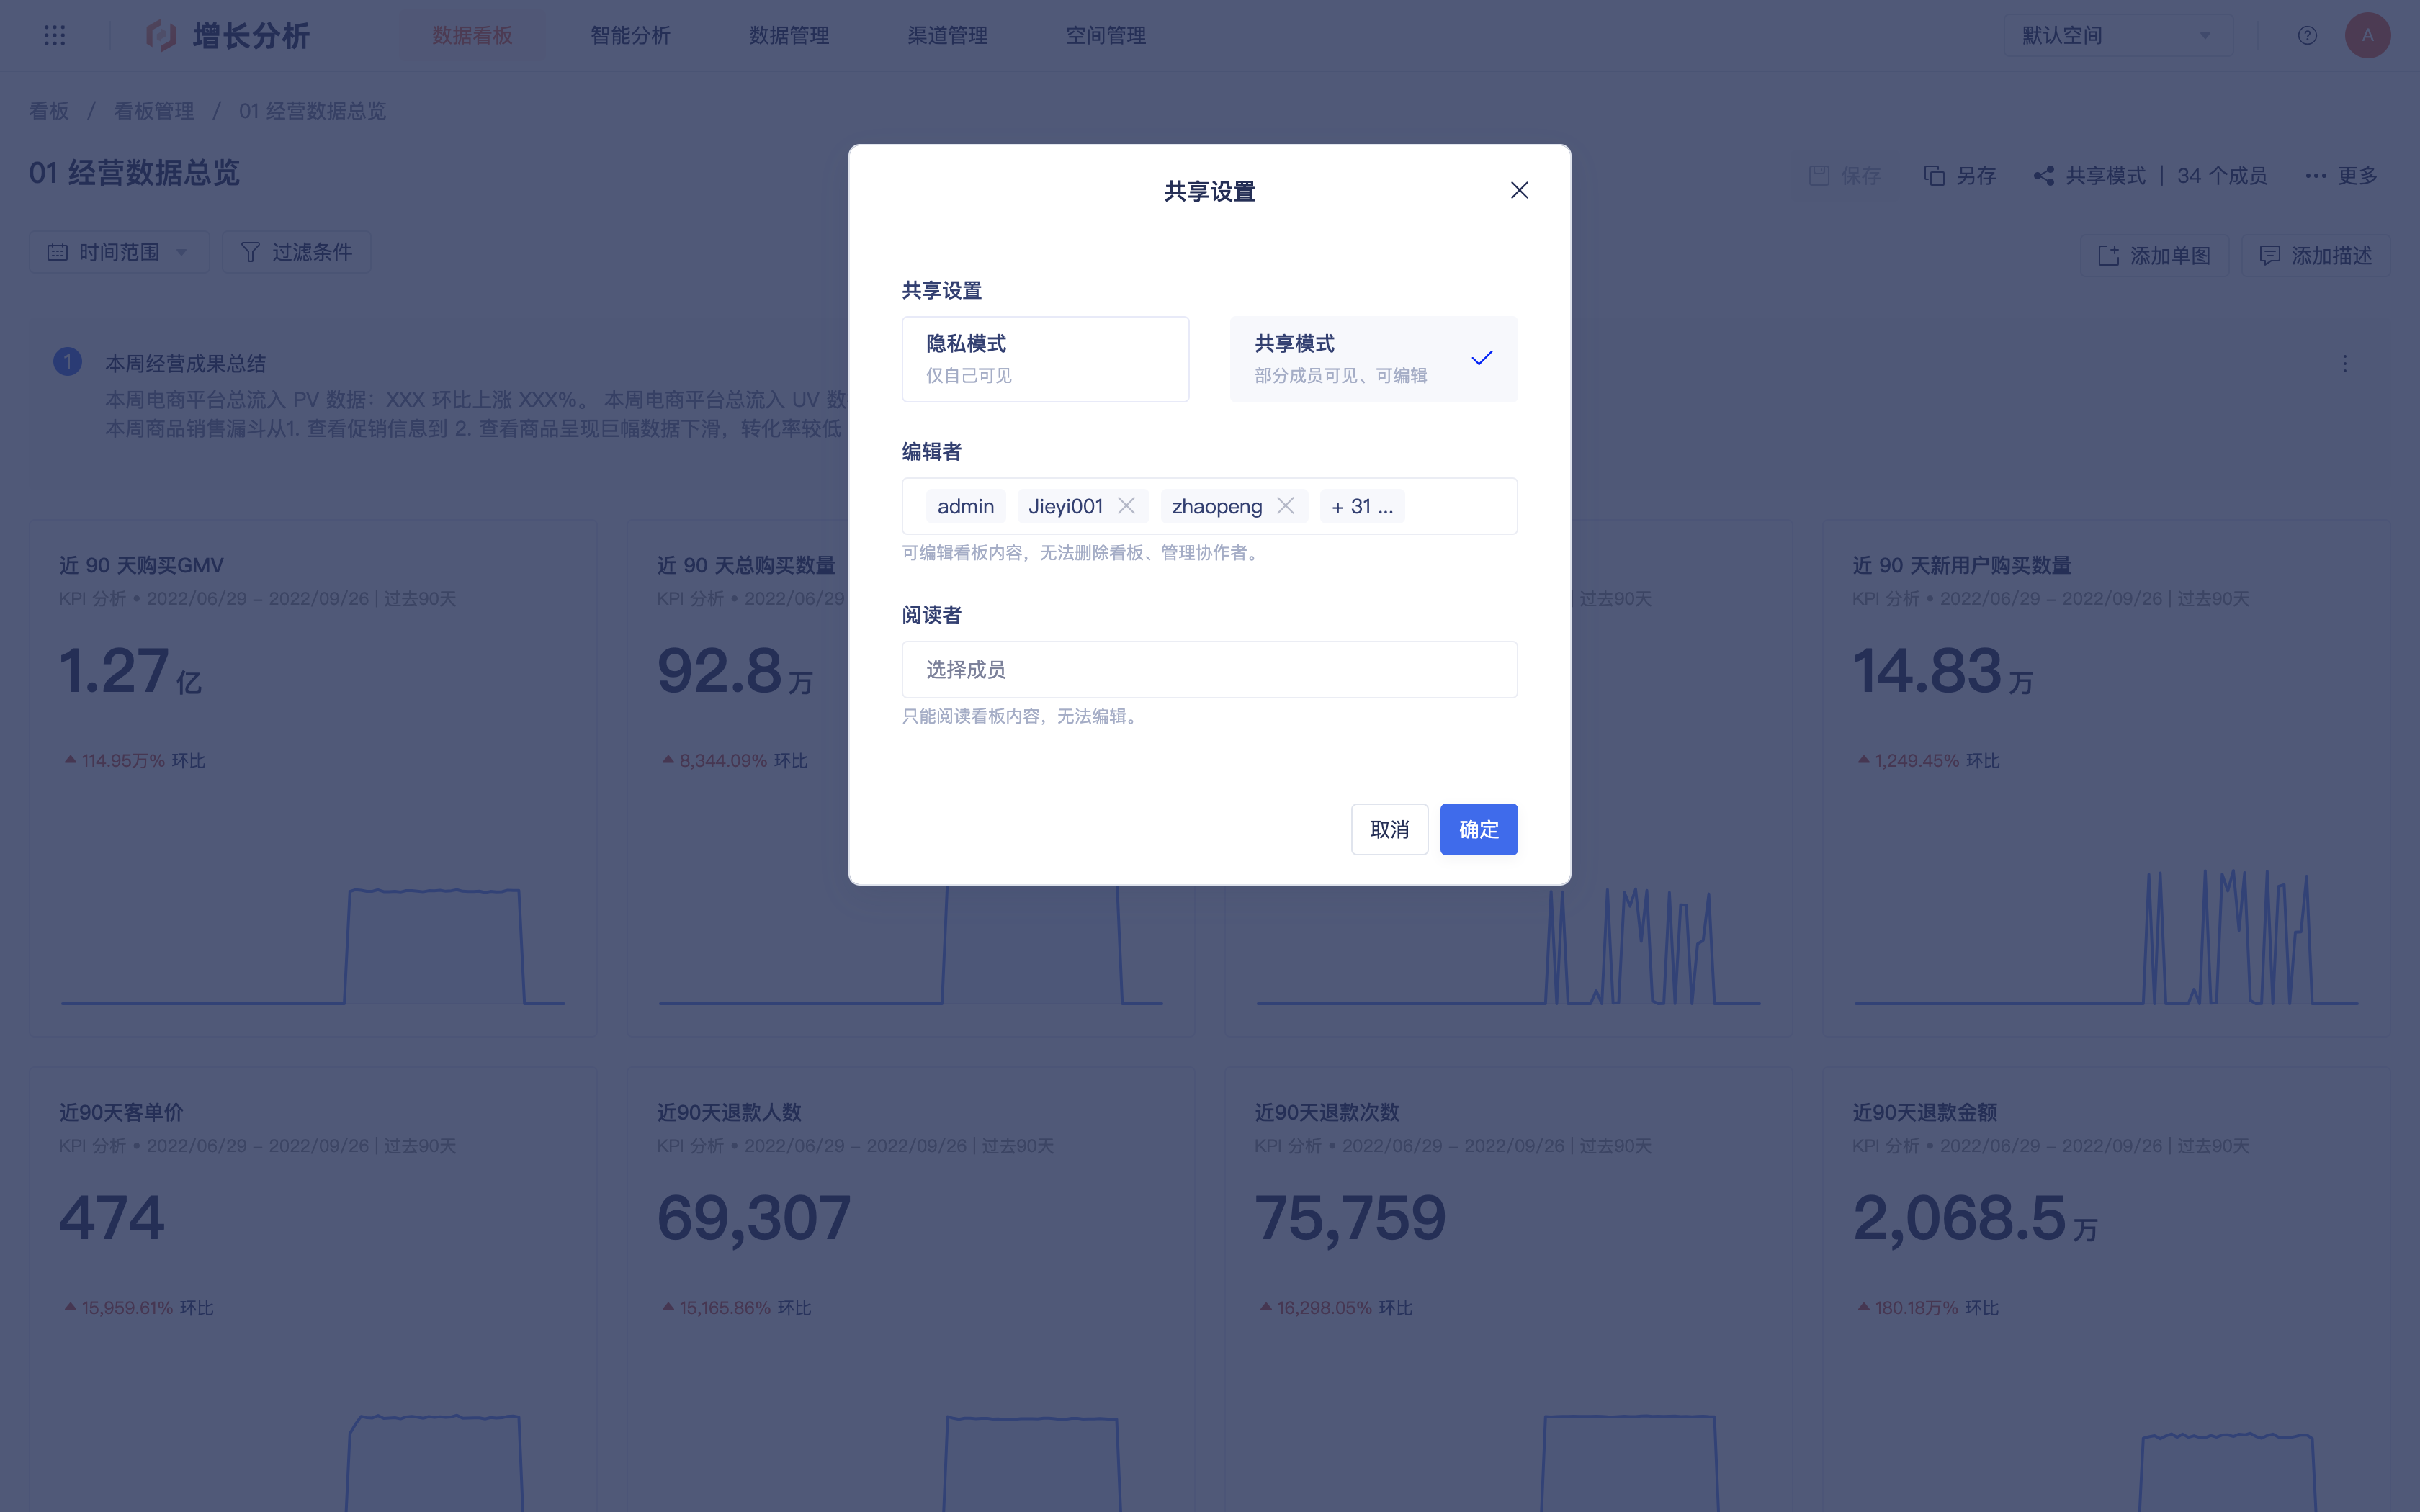 增长分析
数据看板
智能分析
数据管理
渠道管理
空间管理
默认空间
A
看板 / 看板管理 / 01 经营数据总览
01 经营数据总览
保存
另存
共享模式 | 34 个成员
更多
时间范围
过滤条件
添加单图
添加描述
1
本周经营成果总结
本周电商平台总流入 PV 数据：XXX 环比上涨 XXX%。 本周电商平台总流入 UV 数
本周商品销售漏斗从1. 查看促销信息到 2. 查看商品呈现巨幅数据下滑，转化率较低
共享设置
共享设置
隐私模式
仅自己可见
共享模式
部分成员可见、可编辑
编辑者
admin
Jieyi001
zhaopeng
+ 31 ...
可编辑看板内容，无法删除看板、管理协作者。
阅读者
选择成员
只能阅读看板内容，无法编辑。
取消
确定
近 90 天购买GMV
KPI 分析 • 2022/06/29 – 2022/09/26 | 过去90天
1.27 亿
114.95万% 环比
近 90 天总购买数量
KPI 分析 • 2022/06/29
92.8 万
8,344.09% 环比
| 过去90天
近 90 天新用户购买数量
KPI 分析 • 2022/06/29 – 2022/09/26 | 过去90天
14.83 万
1,249.45% 环比
近90天客单价
KPI 分析 • 2022/06/29 – 2022/09/26 | 过去90天
474
15,959.61% 环比
近90天退款人数
KPI 分析 • 2022/06/29 – 2022/09/26 | 过去90天
69,307
15,165.86% 环比
近90天退款次数
KPI 分析 • 2022/06/29 – 2022/09/26 | 过去90天
75,759
16,298.05% 环比
近90天退款金额
KPI 分析 • 2022/06/29 – 2022/09/26 | 过去90天
2,068.5 万
180.18万% 环比